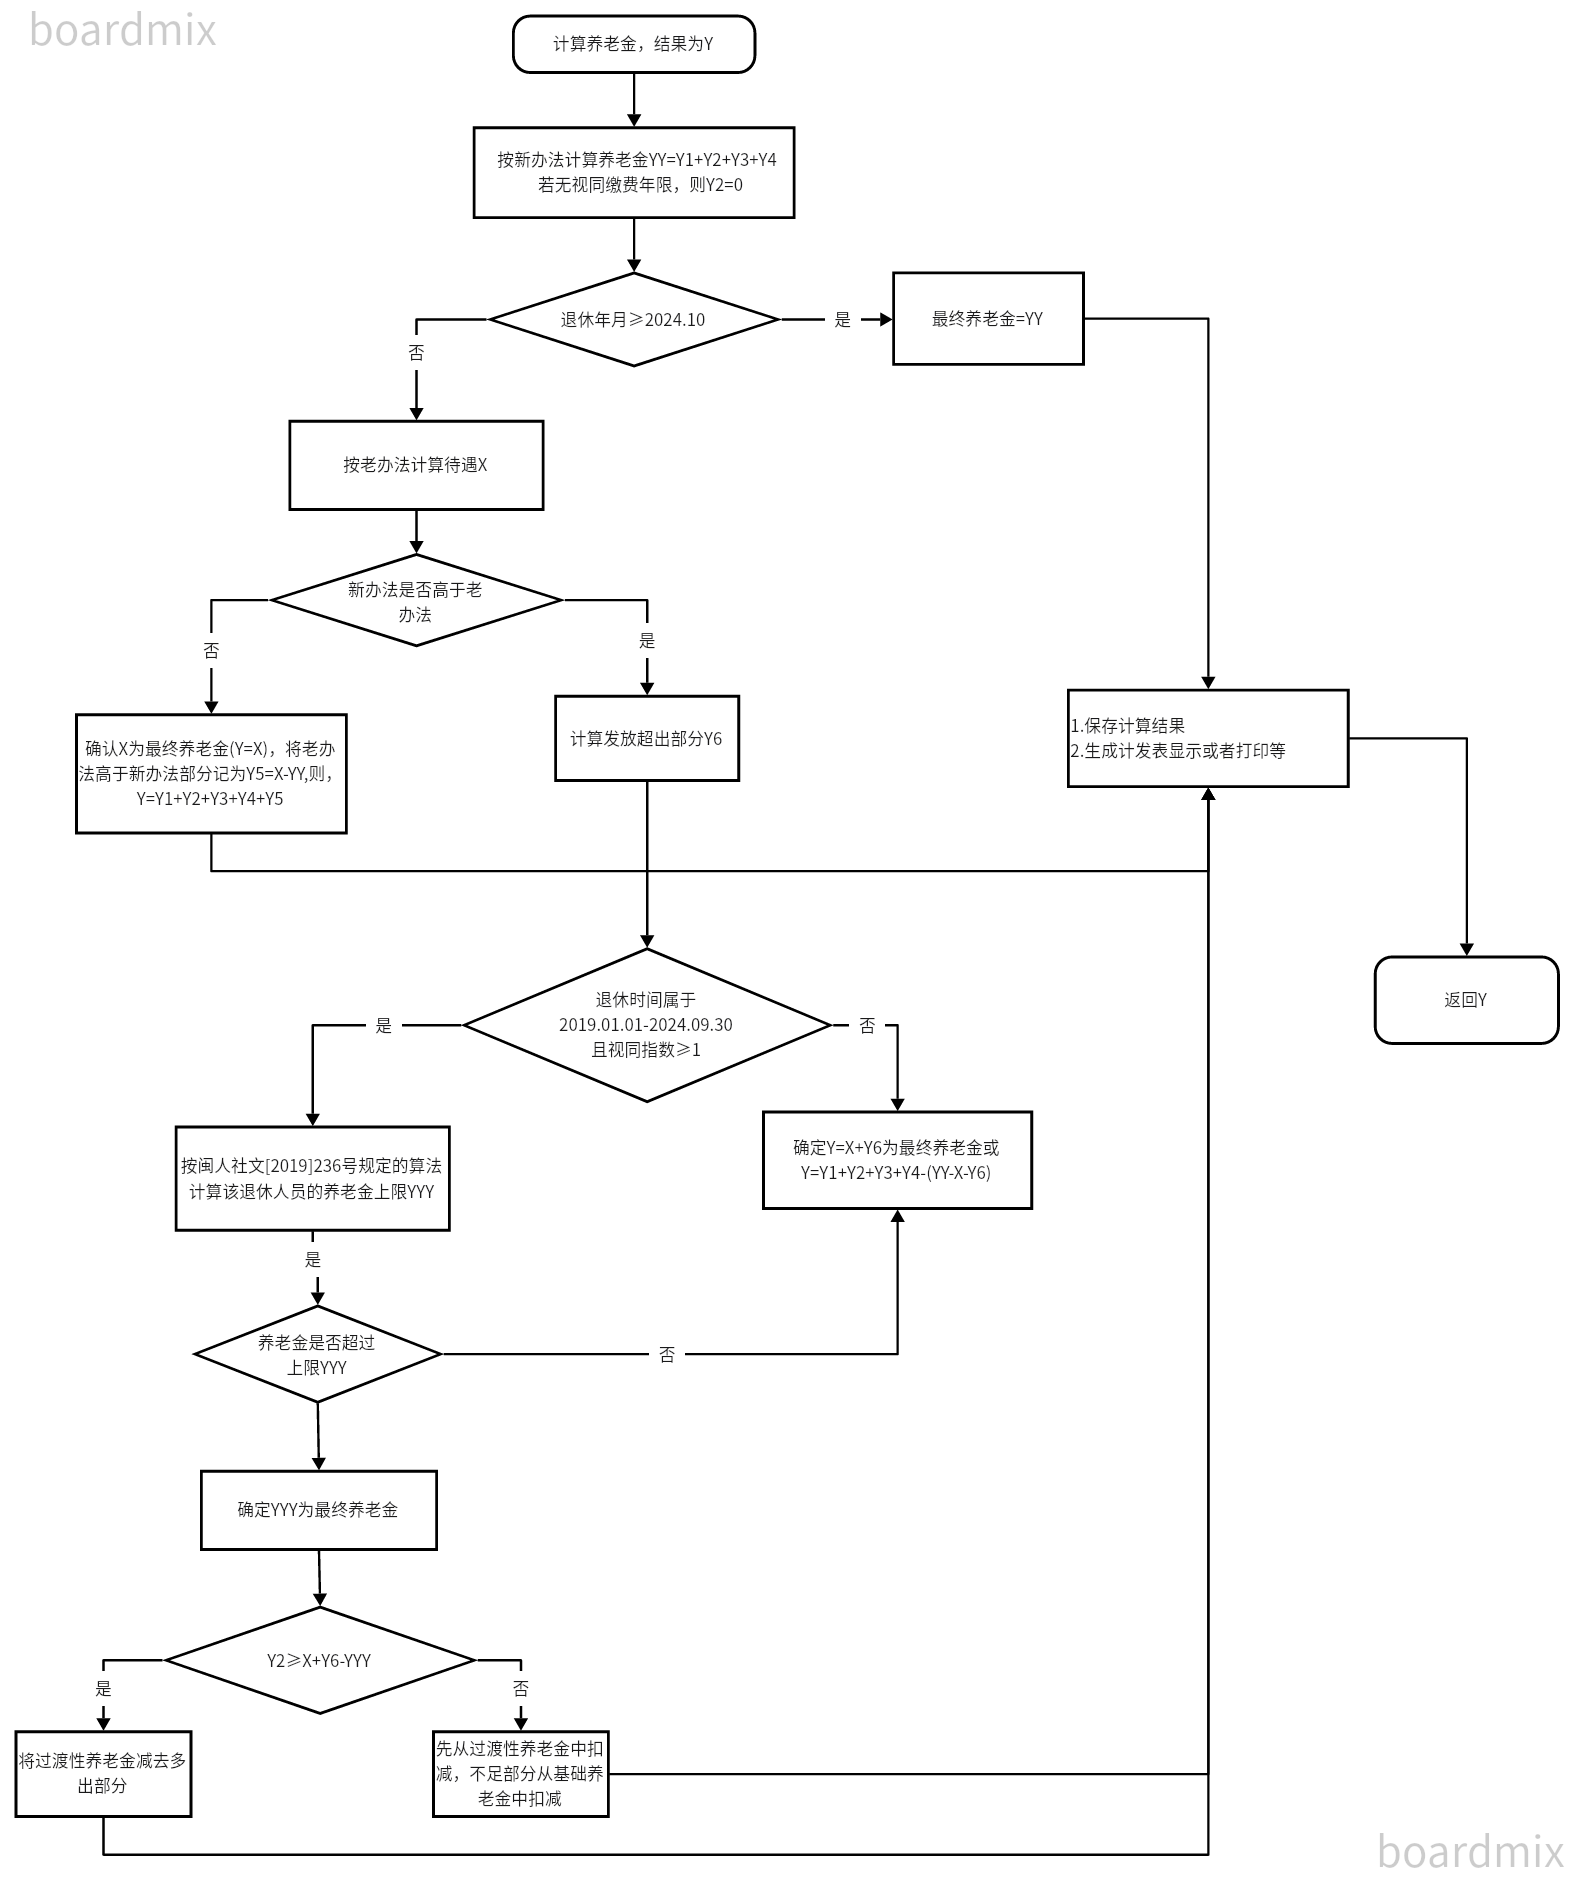 boardmix
计算养老金，结果为Y
按新办法计算养老金YY=Y1+Y2+Y3+Y4
若无视同缴费年限，则Y2=0
退休年月≥2024.10
是
最终养老金=YY
否
按老办法计算待遇X
新办法是否高于老
办法
否
是
确认X为最终养老金(Y=X)，将老办
法高于新办法部分记为Y5=X-YY,则，
Y=Y1+Y2+Y3+Y4+Y5
计算发放超出部分Y6
1.保存计算结果
2.生成计发表显示或者打印等
返回Y
退休时间属于
2019.01.01-2024.09.30
且视同指数≥1
是
否
按闽人社文[2019]236号规定的算法
计算该退休人员的养老金上限YYY
确定Y=X+Y6为最终养老金或
Y=Y1+Y2+Y3+Y4-(YY-X-Y6)
是
养老金是否超过
上限YYY
否
确定YYY为最终养老金
Y2≥X+Y6-YYY
是
否
将过渡性养老金减去多
出部分
先从过渡性养老金中扣
减，不足部分从基础养
老金中扣减
boardmix